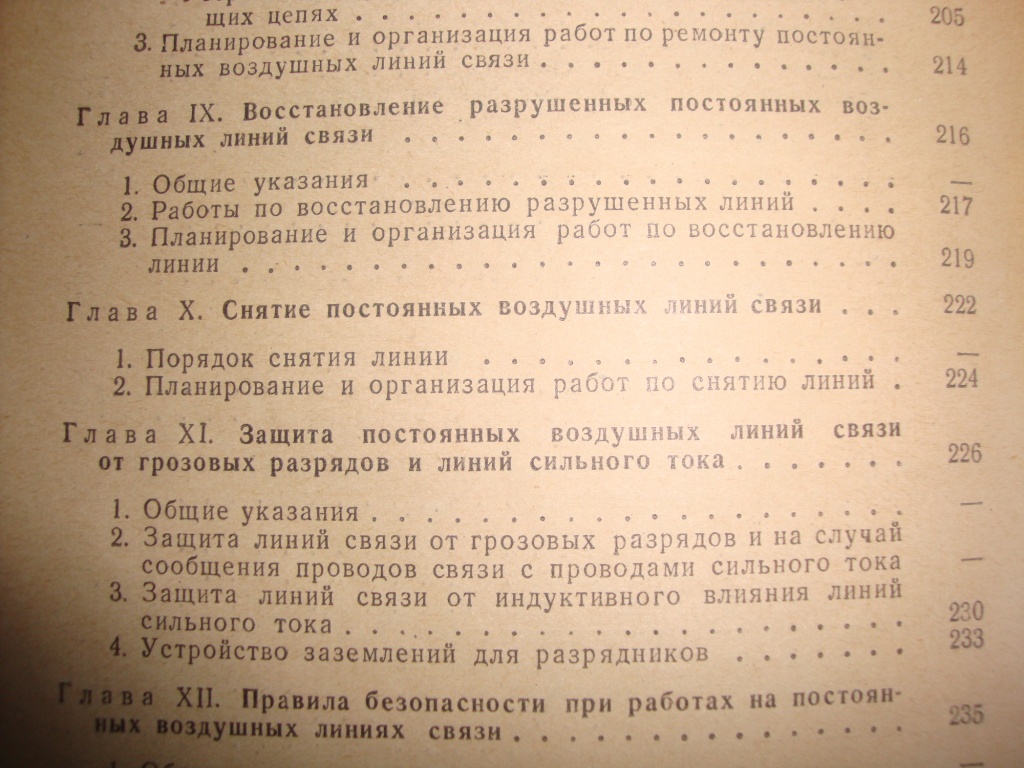 щих цепях . . . . . . . . . . . . . . . . . . . 205
3. Планирование и организация работ по ремонту постоян-
ных воздушных линий связи . . . . . . . . . . . . . 214
Глава IX. Восстановление разрушенных постоянных воз-
душных линий связи . . . . . . . . . . . . . . . . . . 216
1. Общие указания . . . . . . . . . . . . . . . . . . —
2. Работы по восстановлению разрушенных линий . . . . 217
3. Планирование и организация работ по восстановлению
линии . . . . . . . . . . . . . . . . . . . . . . . . 219
Глава X. Снятие постоянных воздушных линий связи . . . 222
1. Порядок снятия линии . . . . . . . . . . . . . . . —
2. Планирование и организация работ по снятию линий . 224
Глава XI. Защита постоянных воздушных линий связи
от грозовых разрядов и линий сильного тока . . . . . . . 226
1. Общие указания . . . . . . . . . . . . . . . . . . . —
2. Защита линий связи от грозовых разрядов и на случай
сообщения проводов связи с проводами сильного тока —
3. Защита линий связи от индуктивного влияния линий
сильного тока . . . . . . . . . . . . . . . . . . . . 230
4. Устройство заземлений для разрядников . . . . . . . 233
Глава XII. Правила безопасности при работах на постоян-
ных воздушных линиях связи . . . . . . . . . . . . . . 235